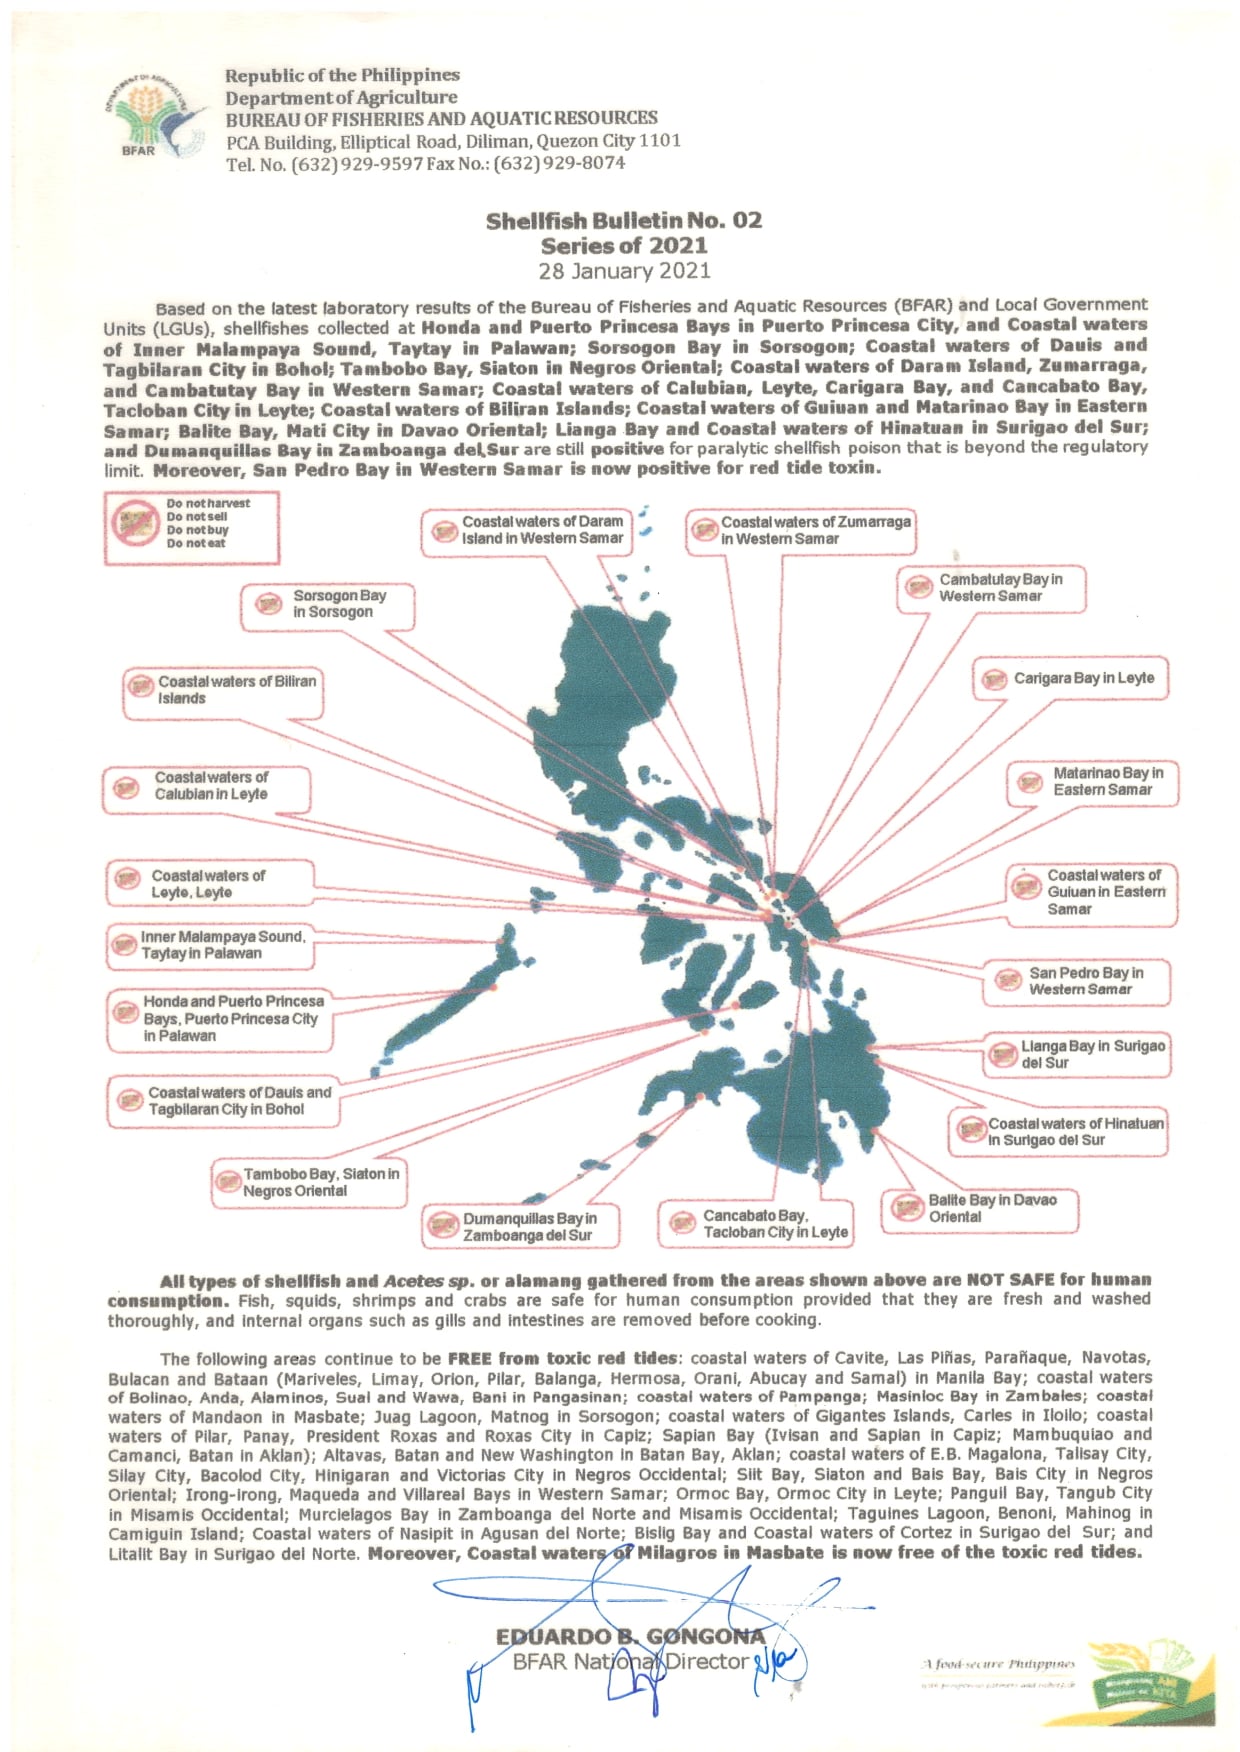 DEPARTMENT OF AGRICULTURE
BFAR
Republic of the Philippines
Department of Agriculture
BUREAU OF FISHERIES AND AQUATIC RESOURCES
PCA Building, Elliptical Road, Diliman, Quezon City 1101
Tel. No. (632) 929-9597 Fax No.: (632) 929-8074
Shellfish Bulletin No. 02
Series of 2021
28 January 2021
Based on the latest laboratory results of the Bureau of Fisheries and Aquatic Resources (BFAR) and Local Government
Units (LGUs), shellfishes collected at Honda and Puerto Princesa Bays in Puerto Princesa City, and Coastal waters
of Inner Malampaya Sound, Taytay in Palawan; Sorsogon Bay in Sorsogon; Coastal waters of Dauis and
Tagbilaran City in Bohol; Tambobo Bay, Siaton in Negros Oriental; Coastal waters of Daram Island, Zumarraga,
and Cambatutay Bay in Western Samar; Coastal waters of Calubian, Leyte, Carigara Bay, and Cancabato Bay,
Tacloban City in Leyte; Coastal waters of Biliran Islands; Coastal waters of Guiuan and Matarinao Bay in Eastern
Samar; Balite Bay, Mati City in Davao Oriental; Lianga Bay and Coastal waters of Hinatuan in Surigao del Sur;
and Dumanquillas Bay in Zamboanga del Sur are still positive for paralytic shellfish poison that is beyond the regulatory
limit. Moreover, San Pedro Bay in Western Samar is now positive for red tide toxin.
Do not harvest
Do not sell
Do not buy
Do not eat
Coastal waters of Daram
Island in Western Samar
Coastal waters of Zumarraga
in Western Samar
Cambatutay Bay in
Western Samar
Sorsogon Bay
in Sorsogon
Carigara Bay in Leyte
Coastal waters of Biliran
Islands
Matarinao Bay in
Eastern Samar
Coastal waters of
Calubian in Leyte
Coastal waters of
Leyte, Leyte
Coastal waters of
Guiuan in Eastern
Samar
Inner Malampaya Sound,
Taytay in Palawan
San Pedro Bay in
Western Samar
Honda and Puerto Princesa
Bays, Puerto Princesa City
in Palawan
Lianga Bay in Surigao
del Sur
Coastal waters of Dauis and
Tagbilaran City in Bohol
Coastal waters of Hinatuan
in Surigao del Sur
Tambobo Bay, Siaton in
Negros Oriental
Dumanquillas Bay in
Zamboanga del Sur
Cancabato Bay,
Tacloban City in Leyte
Balite Bay in Davao
Oriental
All types of shellfish and Acetes sp. or alamang gathered from the areas shown above are NOT SAFE for human
consumption. Fish, squids, shrimps and crabs are safe for human consumption provided that they are fresh and washed
thoroughly, and internal organs such as gills and intestines are removed before cooking.
The following areas continue to be FREE from toxic red tides: coastal waters of Cavite, Las Piñas, Parañaque, Navotas,
Bulacan and Bataan (Mariveles, Limay, Orion, Pilar, Balanga, Hermosa, Orani, Abucay and Samal) in Manila Bay; coastal waters
of Bolinao, Anda, Alaminos, Sual and Wawa, Bani in Pangasinan; coastal waters of Pampanga; Masinloc Bay in Zambales; coastal
waters of Mandaon in Masbate; Juag Lagoon, Matnog in Sorsogon; coastal waters of Gigantes Islands, Carles in Iloilo; coastal
waters of Pilar, Panay, President Roxas and Roxas City in Capiz; Sapian Bay (Ivisan and Sapian in Capiz; Mambuquiao and
Camanci, Batan in Aklan); Altavas, Batan and New Washington in Batan Bay, Aklan; coastal waters of E.B. Magalona, Talisay City,
Silay City, Bacolod City, Hinigaran and Victorias City in Negros Occidental; Siit Bay, Siaton and Bais Bay, Bais City in Negros
Oriental; Irong-irong, Maqueda and Villareal Bays in Western Samar; Ormoc Bay, Ormoc City in Leyte; Panguil Bay, Tangub City
in Misamis Occidental; Murcielagos Bay in Zamboanga del Norte and Misamis Occidental; Taguines Lagoon, Benoni, Mahinog in
Camiguin Island; Coastal waters of Nasipit in Agusan del Norte; Bislig Bay and Coastal waters of Cortez in Surigao del Sur; and
Litalit Bay in Surigao del Norte. Moreover, Coastal waters of Milagros in Masbate is now free of the toxic red tides.
EDUARDO B. GONGONA
BFAR National Director
A food-secure Philippines